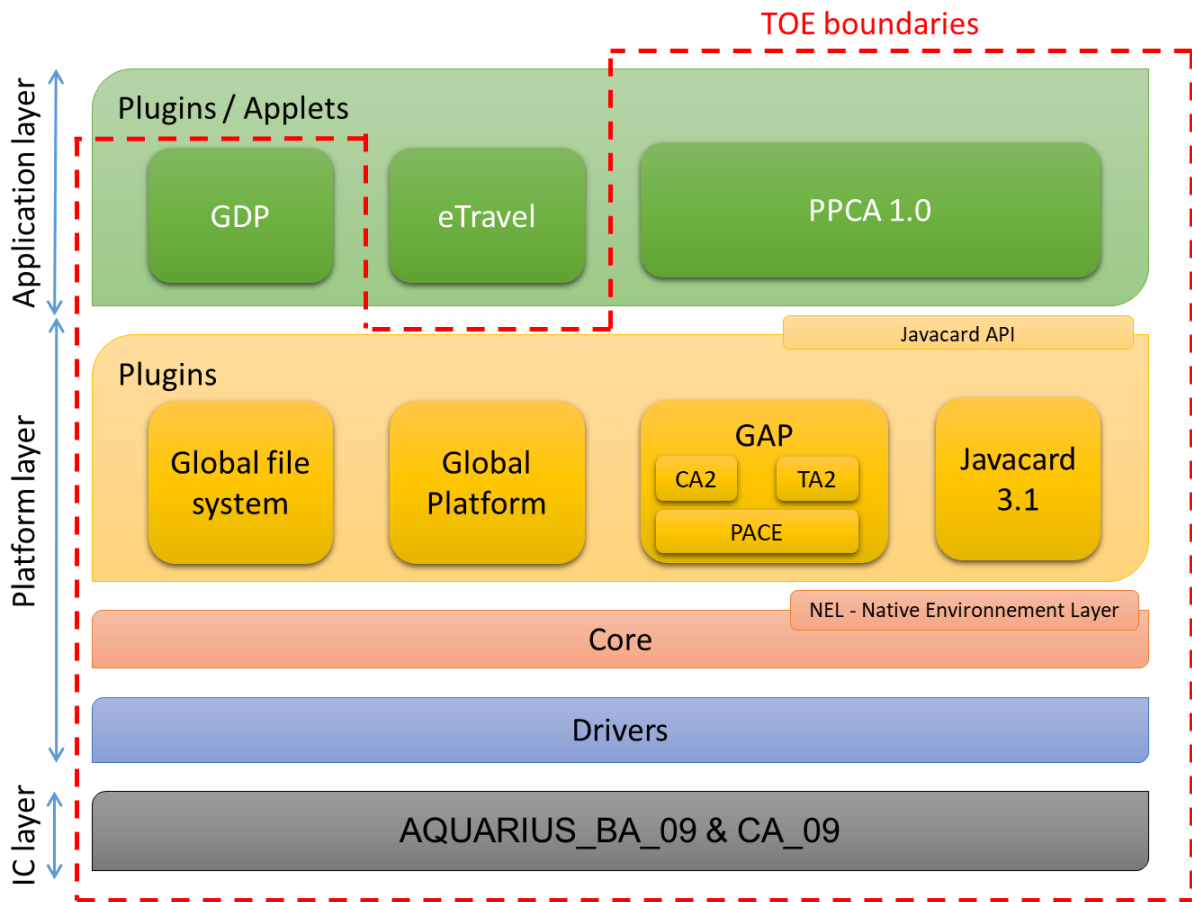 TOE boundaries
Application layer
Plugins / Applets
GDP
eTravel
PPCA 1.0
Platform layer
Javacard API
Plugins
Global file
system
Global
Platform
GAP
CA2
TA2
PACE
Javacard
3.1
NEL - Native Environnement Layer
Core
Drivers
IC layer
AQUARIUS_BA_09 & CA_09